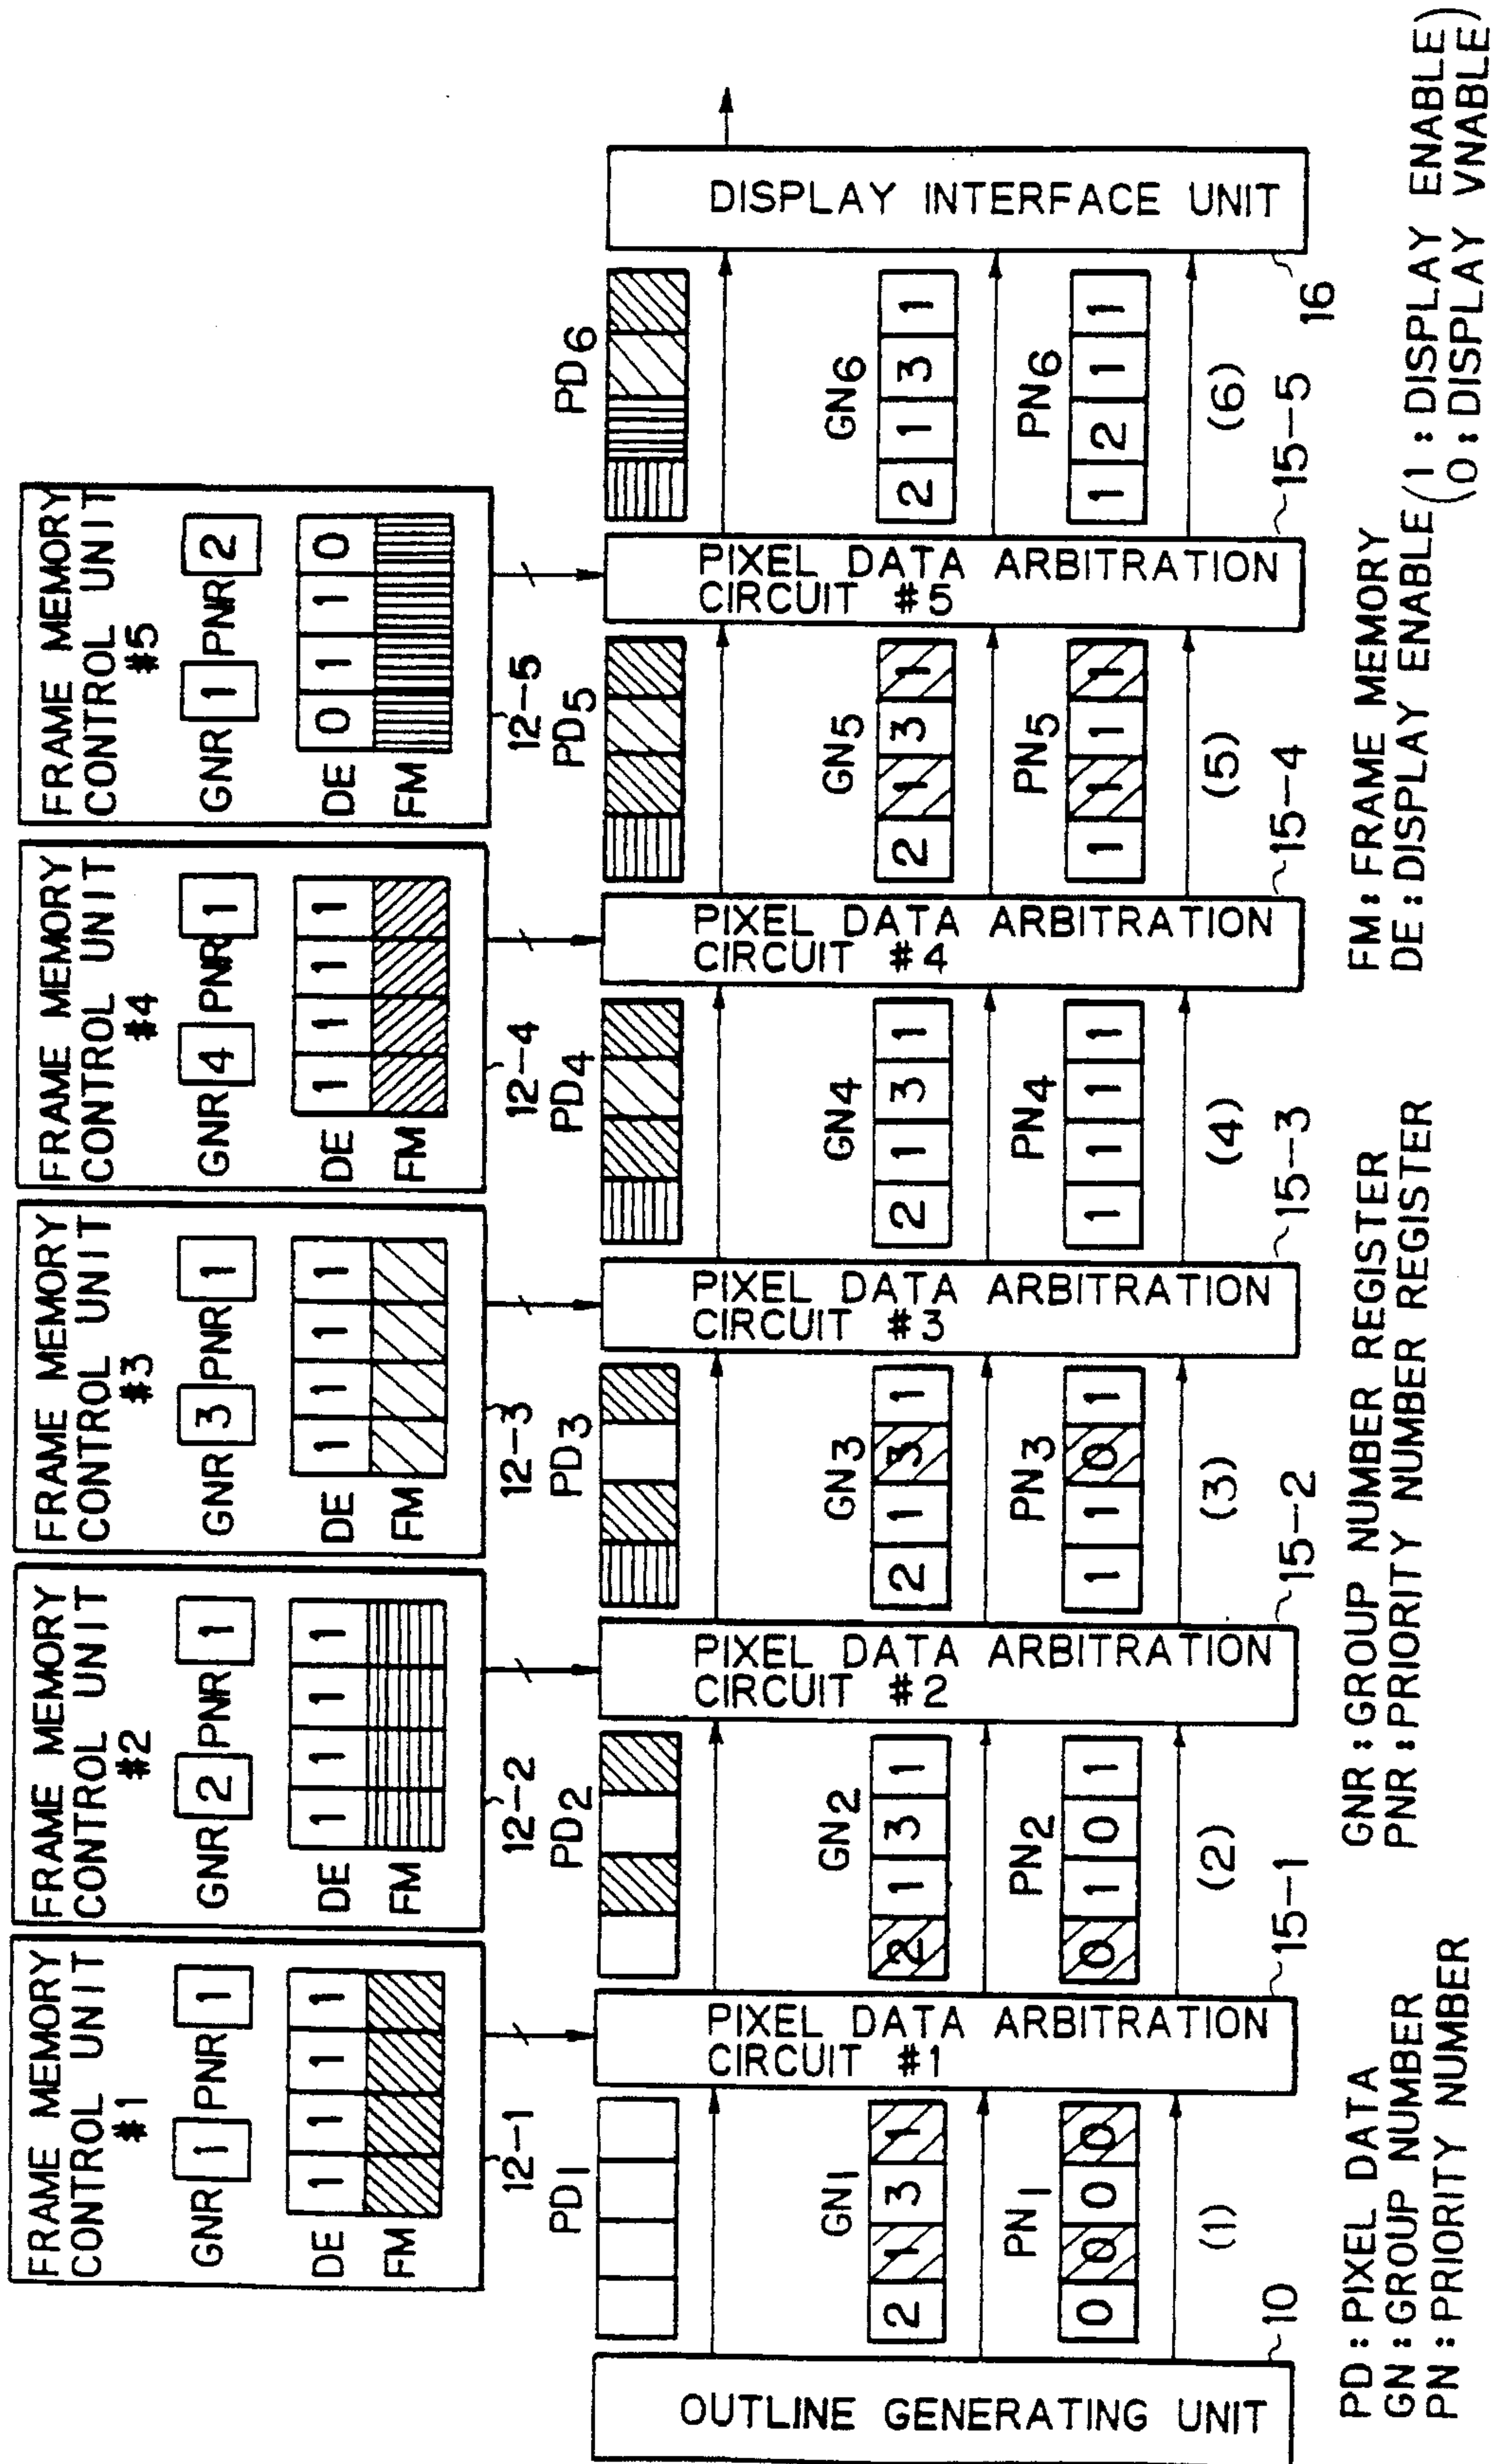 FRAME MEMORY
CONTROL UNIT
#1
GNR 1 PNR 1
DE 1 1 1 1
FM
12-1
FRAME MEMORY
CONTROL UNIT
#2
GNR 2 PNR 1
DE 1 1 1 1
FM
12-2
FRAME MEMORY
CONTROL UNIT
#3
GNR 3 PNR 1
DE 1 1 1 1
FM
12-3
FRAME MEMORY
CONTROL UNIT
#4
GNR 4 PNR 1
DE 1 1 1 1
FM
12-4
FRAME MEMORY
CONTROL UNIT
#5
GNR 1 PNR 2
DE 0 1 1 0
FM
12-5
OUTLINE GENERATING UNIT
10
PD1
GN1
2 1 3 1
PN1
0 0 0 0
(1)
PIXEL DATA ARBITRATION
CIRCUIT #1
15-1
PD2
GN2
2 1 3 1
PN2
0 1 0 1
(2)
PIXEL DATA ARBITRATION
CIRCUIT #2
15-2
PD3
GN3
2 1 3 1
PN3
1 1 0 1
(3)
PIXEL DATA ARBITRATION
CIRCUIT #3
15-3
PD4
GN4
2 1 3 1
PN4
1 1 1 1
(4)
PIXEL DATA ARBITRATION
CIRCUIT #4
15-4
PD5
GN5
2 1 3 1
PN5
1 1 1 1
(5)
PIXEL DATA ARBITRATION
CIRCUIT #5
15-5
PD6
GN6
2 1 3 1
PN6
1 2 1 1
(6)
DISPLAY INTERFACE UNIT
16
PD : PIXEL DATA
GN : GROUP NUMBER
PN : PRIORITY NUMBER
GNR : GROUP NUMBER REGISTER
PNR : PRIORITY NUMBER REGISTER
FM : FRAME MEMORY
DE : DISPLAY ENABLE (1 : DISPLAY ENABLE)
(0 : DISPLAY VNABLE)